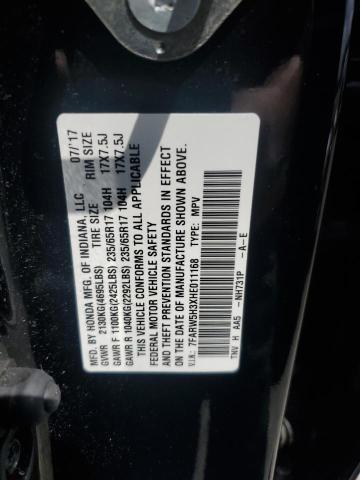 MFD. BY HONDA MFG. OF INDIANA, LLC 07/'17
TIRE SIZE RIM SIZE
GVWR 2130KG(4695LBS)
GAWR F 1100KG(2425LBS) 235/65R17 104H 17X7.5J
GAWR R 1040KG(2292LBS) 235/65R17 104H 17X7.5J
THIS VEHICLE CONFORMS TO ALL APPLICABLE
FEDERAL MOTOR VEHICLE SAFETY
AND THEFT PREVENTION STANDARDS IN EFFECT
ON THE DATE OF MANUFACTURE SHOWN ABOVE.
V.I.N.: 7FARW5H3XHE011168 TYPE: MPV
TNV H AA5 -NH731P -A-E